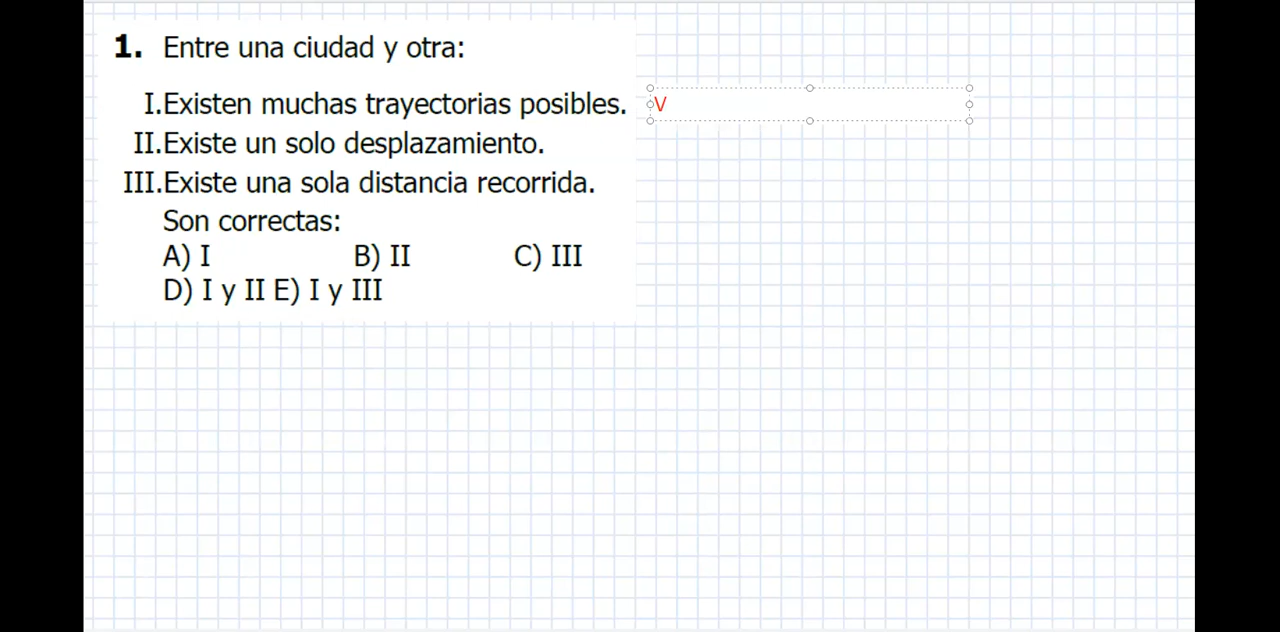 1. Entre una ciudad y otra:
I.Existen muchas trayectorias posibles. V
II.Existe un solo desplazamiento.
III.Existe una sola distancia recorrida.
Son correctas:
A) I B) II C) III
D) I y II E) I y III